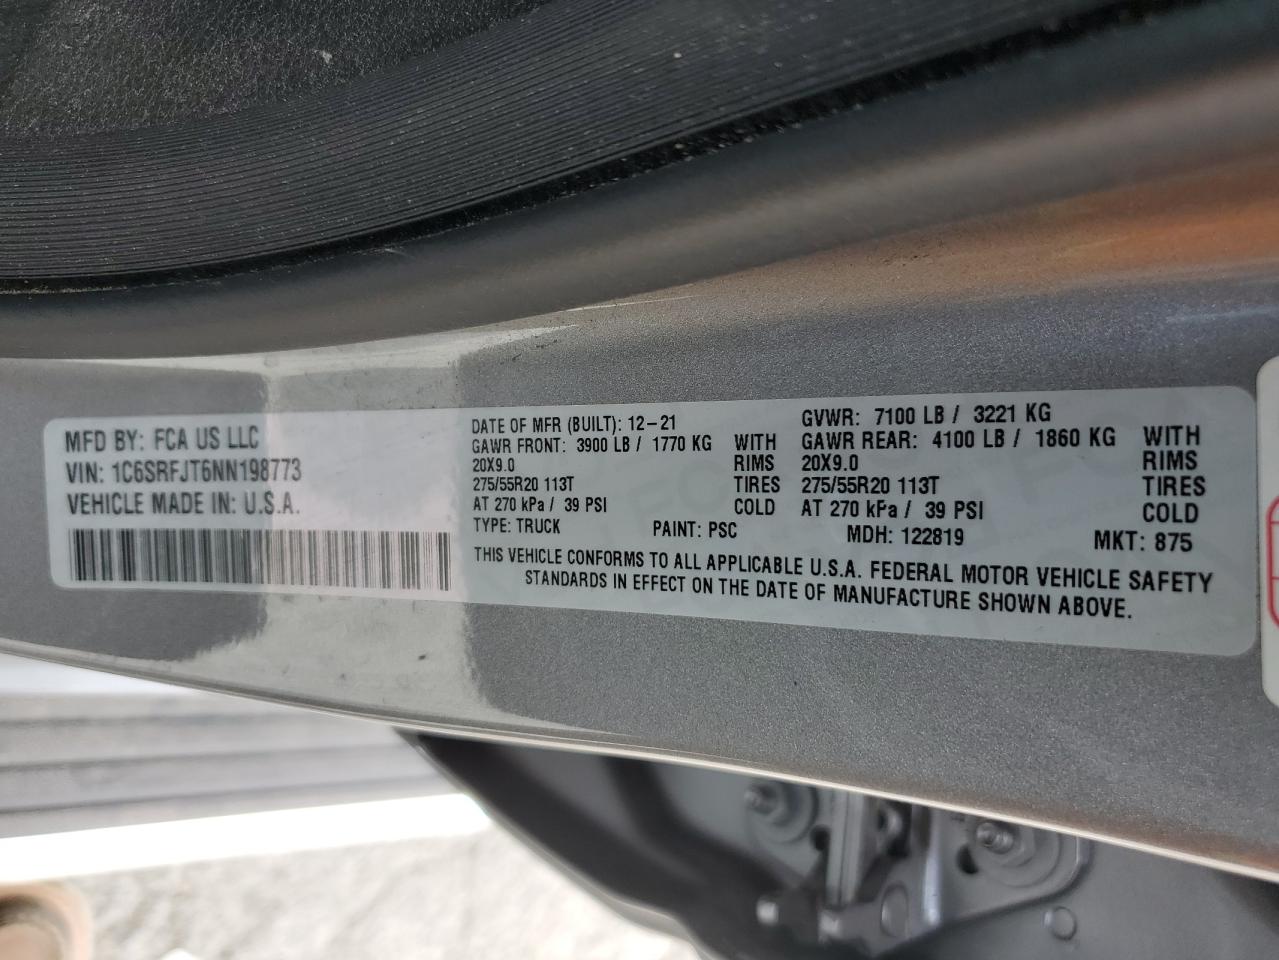 MFD BY: FCA US LLC
VIN: 1C6SRFJT6NN198773
VEHICLE MADE IN: U.S.A.
DATE OF MFR (BUILT): 12-21
GAWR FRONT: 3900 LB / 1770 KG WITH
20X9.0 RIMS
275/55R20 113T TIRES
AT 270 kPa / 39 PSI COLD
GVWR: 7100 LB / 3221 KG
GAWR REAR: 4100 LB / 1860 KG WITH
20X9.0 RIMS
275/55R20 113T TIRES
AT 270 kPa / 39 PSI COLD
TYPE: TRUCK PAINT: PSC MDH: 122819 MKT: 875
THIS VEHICLE CONFORMS TO ALL APPLICABLE U.S.A. FEDERAL MOTOR VEHICLE SAFETY
STANDARDS IN EFFECT ON THE DATE OF MANUFACTURE SHOWN ABOVE.